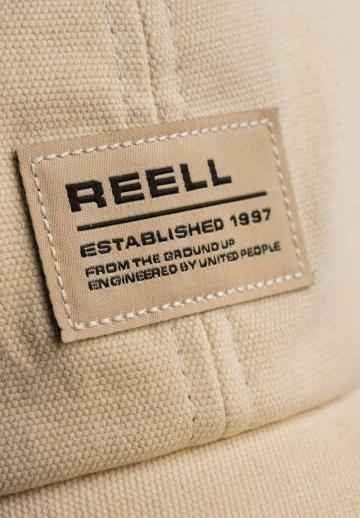 REELL
ESTABLISHED 1997
FROM THE GROUND UP
ENGINEERED BY UNITED PEOPLE